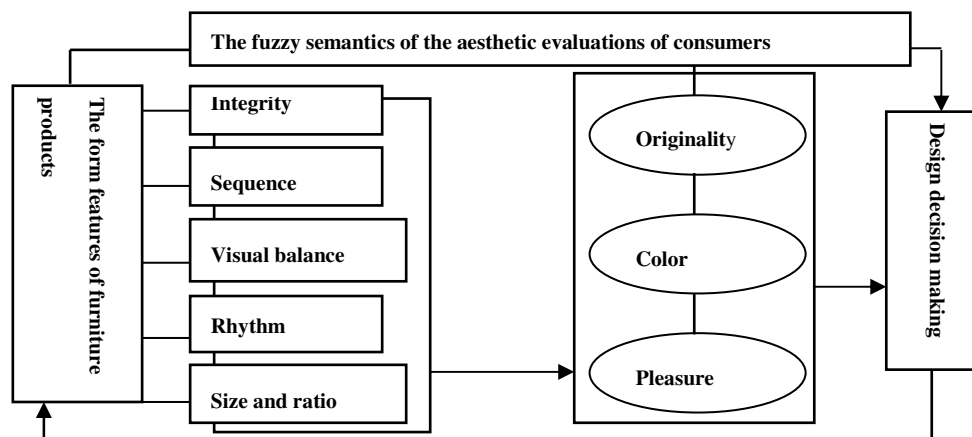 The fuzzy semantics of the aesthetic evaluations of consumers
The form features of furniture
products
Integrity
Sequence
Visual balance
Rhythm
Size and ratio
Originality
Color
Pleasure
Design decision making